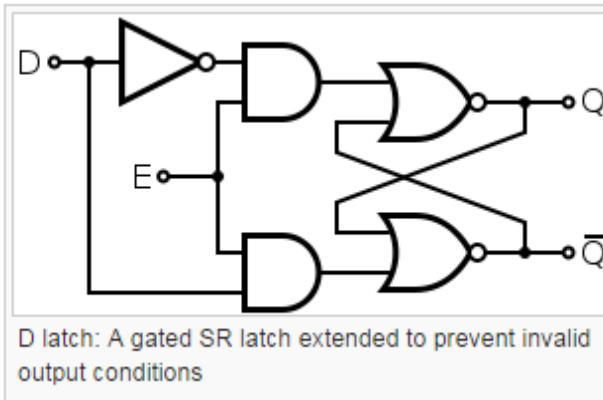 D
Q
E
Q̅
D latch: A gated SR latch extended to prevent invalid
output conditions